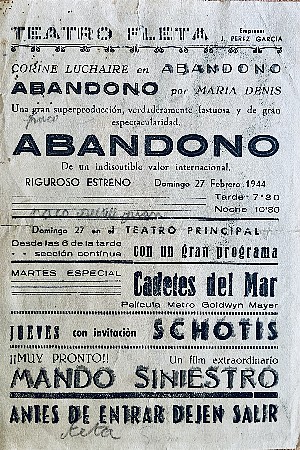 TEATRO FLETA
Empresa:
J. PEREZ GARCIA
CORINE LUCHAIRE en ABANDONO
ABANDONO por MARIA DENIS
Una gran superproducción, verdaderamente fastuosa y de gran
espectacularidad.
ABANDONO
De un indiscutible valor internacional.
RIGUROSO ESTRENO Domingo 27 Febrero 1944
Tarde 7'30
Noche 10'30
Domingo 27 en el TEATRO PRINCIPAL
Desde las 6 de la tarde
sección contínua
con un gran programa
MARTES ESPECIAL
Cadetes del Mar
Película Metro Goldwyn Mayer
JUEVES con invitación SCHOTIS
¡¡MUY PRONTO!! Un film extraordinario
MANDO SINIESTRO
ANTES DE ENTRAR DEJEN SALIR